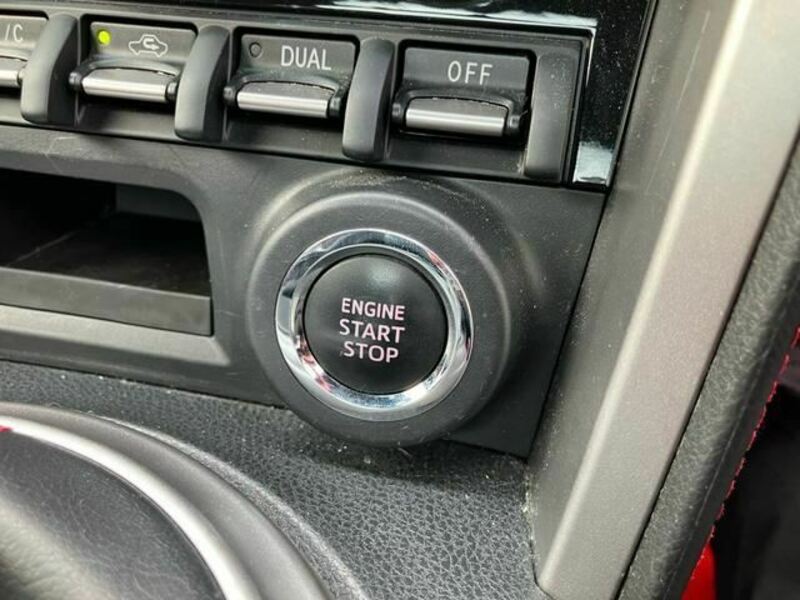 /C
DUAL
OFF
ENGINE
START
STOP